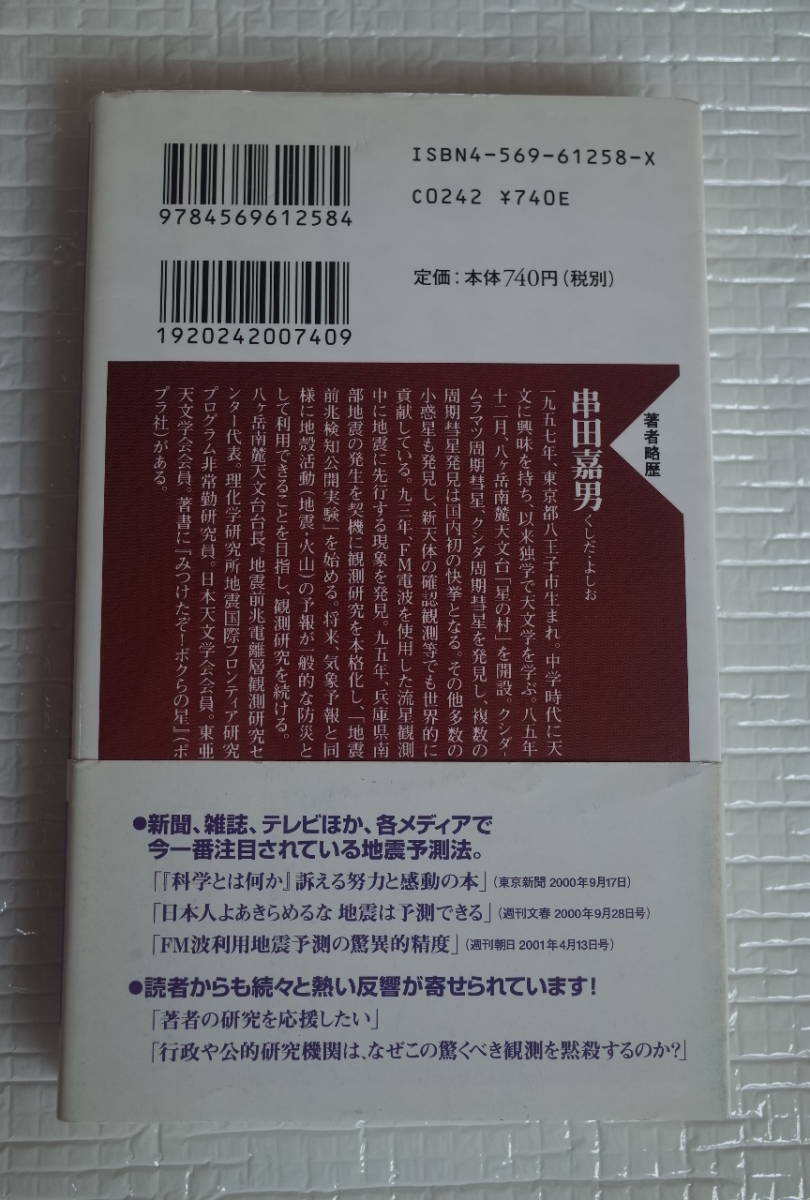 ISBN4-569-61258-X
C0242 ¥740E
9784569612584
定価：本体740円（税別）
1920242007409
著者略歴
串田嘉男
くしだ・よしお
一九五七年、東京都八王子市生まれ。中学時代に天
文に興味を持ち、以来独学で天文学を学ぶ。八五年
十二月、八ヶ岳南麓天文台「星の村」を開設。クシダ・
ムラマツ周期彗星、クシダ周期彗星を発見し、複数の
周期彗星発見は国内初の快挙となる。その他多数の
小惑星も発見し、新天体の確認観測等でも世界的に
貢献している。九三年、FM電波を使用した流星観測
中に地震に先行する現象を発見。九五年、兵庫県南
部地震の発生を契機に観測研究を本格化し、「地震
前兆検知公開実験」を始める。将来、気象予報と同
様に地殻活動（地震・火山）の予報が一般的な防災と
して利用できることを目指し、観測研究を続ける。
八ヶ岳南麓天文台台長。地震前兆電離層観測研究セ
ンター代表。理化学研究所地震国際フロンティア研究
プログラム非常勤研究員。日本天文学会会員。東亜
天文学会会員。著書に『みつけたぞ！ボクらの星』（ポ
プラ社）がある。
●新聞、雑誌、テレビほか、各メディアで
今一番注目されている地震予測法。
「『科学とは何か』訴える努力と感動の本」（東京新聞 2000年9月17日）
「日本人よあきらめるな 地震は予測できる」（週刊文春 2000年9月28日号）
「FM波利用地震予測の驚異的精度」（週刊朝日 2001年4月13日号）
●読者からも続々と熱い反響が寄せられています！
「著者の研究を応援したい」
「行政や公的研究機関は、なぜこの驚くべき観測を黙殺するのか？」